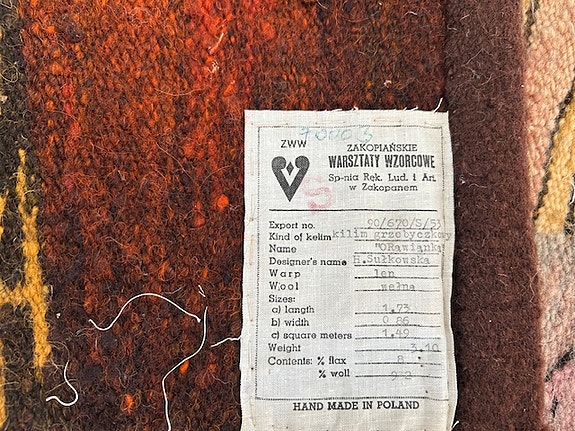 70003
ZWW
ZAKOPIAŃSKIE
WARSZTATY WZORCOWE
Sp-nia Ręk. Lud. i Art.
w Zakopanem
Export no. 90/670/S/53
Kind of kelim kilim grzebyczkowy
Name "ORawianka
Designer's name H.Sułkowska
Warp len
Wool wełna
Sizes:
a) langth 1.73
b) width 0 86
c) square meters 1.49
Weight 3.10
Contents: % flax 8
% woll 92
HAND MADE IN POLAND